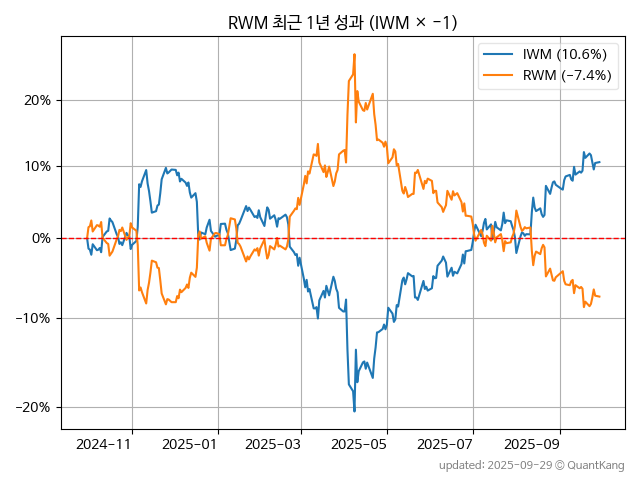 RWM 최근 1년 성과 (IWM × −1)
IWM (10.6%)
RWM (−7.4%)
20%
10%
0%
−10%
−20%
2024-11 2025-01 2025-03 2025-05 2025-07 2025-09
updated: 2025-09-29 © QuantKang